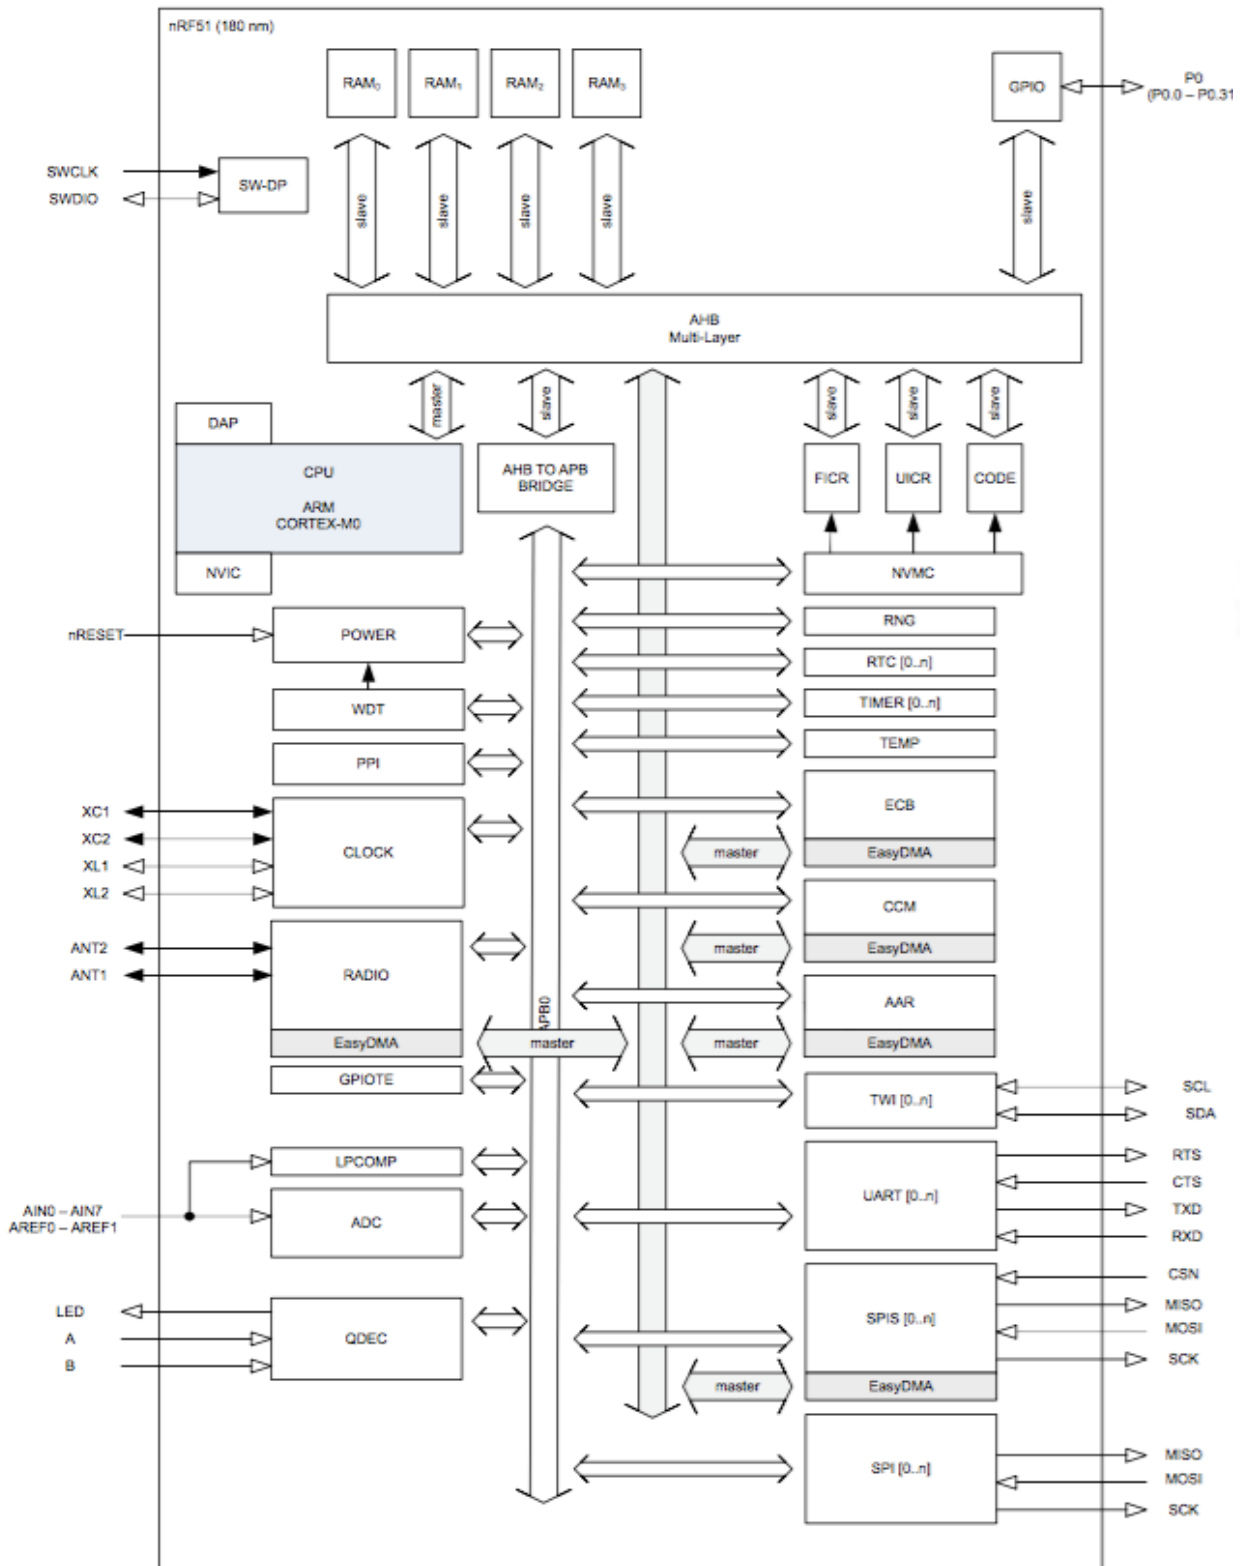 nRF51 (180 nm)
RAM0
RAM1
RAM2
RAM3
GPIO
P0
(P0.0 – P0.31
SWCLK
SWDIO
SW-DP
slave
slave
slave
slave
slave
AHB
Multi-Layer
master
slave
slave
slave
slave
DAP
CPU
ARM
CORTEX-M0
NVIC
AHB TO APB
BRIDGE
FICR
UICR
CODE
NVMC
nRESET
POWER
RNG
RTC [0..n]
WDT
TIMER [0..n]
PPI
TEMP
XC1
XC2
XL1
XL2
CLOCK
ECB
master
EasyDMA
CCM
master
EasyDMA
ANT2
ANT1
RADIO
EasyDMA
APB0
master
AAR
master
EasyDMA
GPIOTE
TWI [0..n]
SCL
SDA
LPCOMP
AIN0 – AIN7
AREF0 – AREF1
ADC
UART [0..n]
RTS
CTS
TXD
RXD
LED
A
B
QDEC
SPIS [0..n]
CSN
MISO
MOSI
SCK
master
EasyDMA
SPI [0..n]
MISO
MOSI
SCK